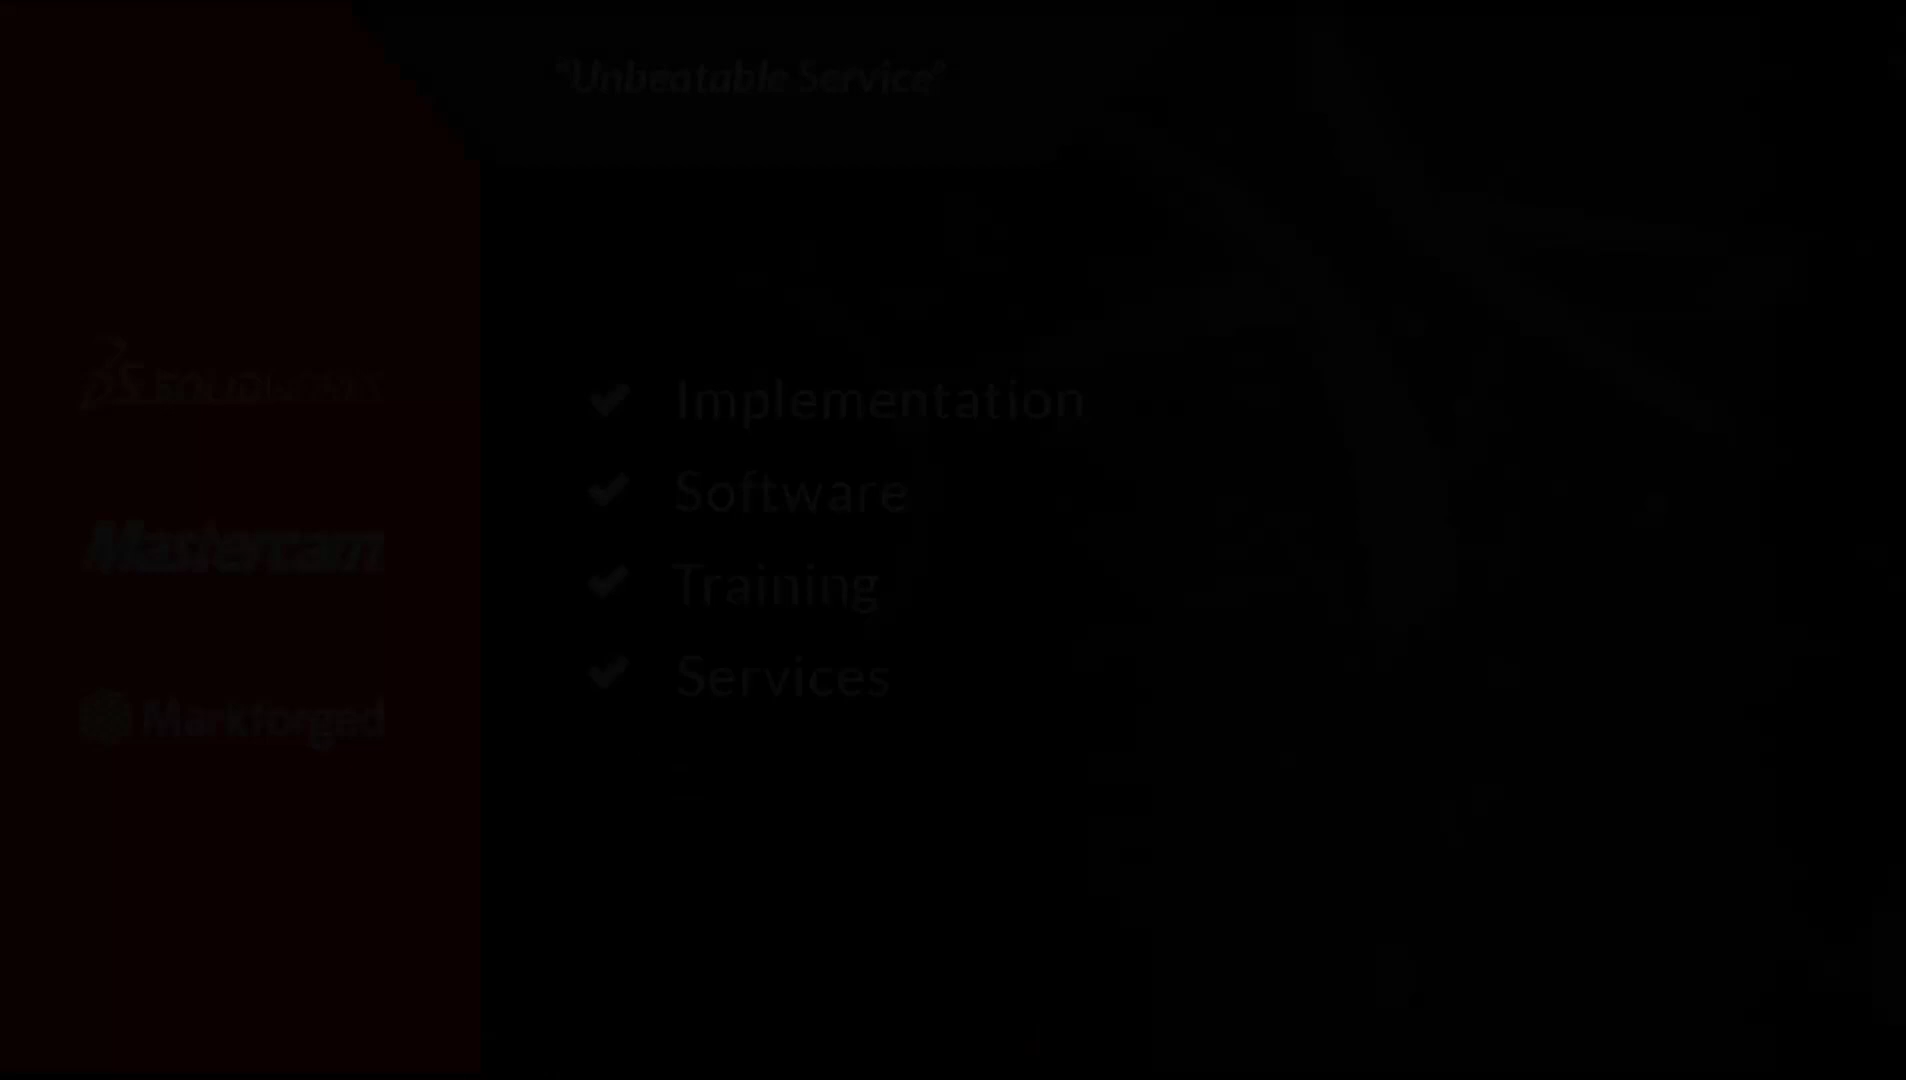 "Unbeatable Service"
SOLIDWORKS
Implementation
Software
Mastercam
Training
Services
Markforged